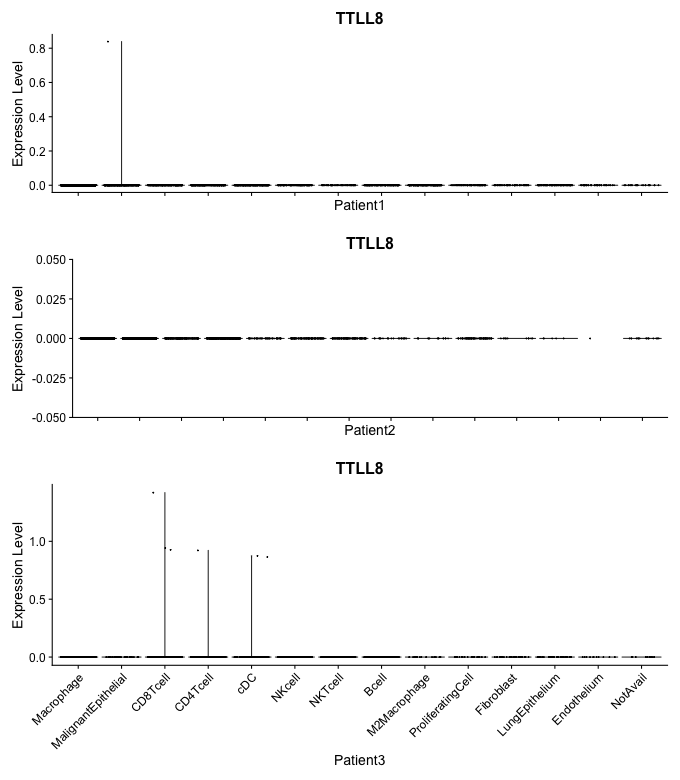 TTLL8
Expression Level
0.8
0.6
0.4
0.2
0.0
Patient1
TTLL8
Expression Level
0.050
0.025
0.000
-0.025
-0.050
Patient2
TTLL8
Expression Level
1.0
0.5
0.0
Macrophage
MalignantEpithelial
CD8Tcell
CD4Tcell
cDC
NKcell
NKTcell
Bcell
M2Macrophage
ProliferatingCell
Fibroblast
LungEpithelium
Endothelium
NotAvail
Patient3